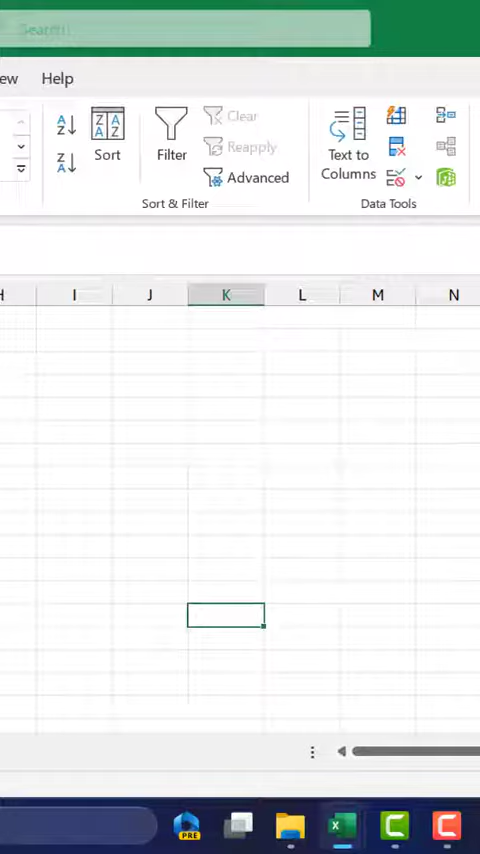 Search
ew Help
A Z
Z A
Z A
A Z
Sort
Filter
Clear
Reapply
Advanced
Text to
Columns
Sort & Filter
Data Tools
H I J K L M N
PRE